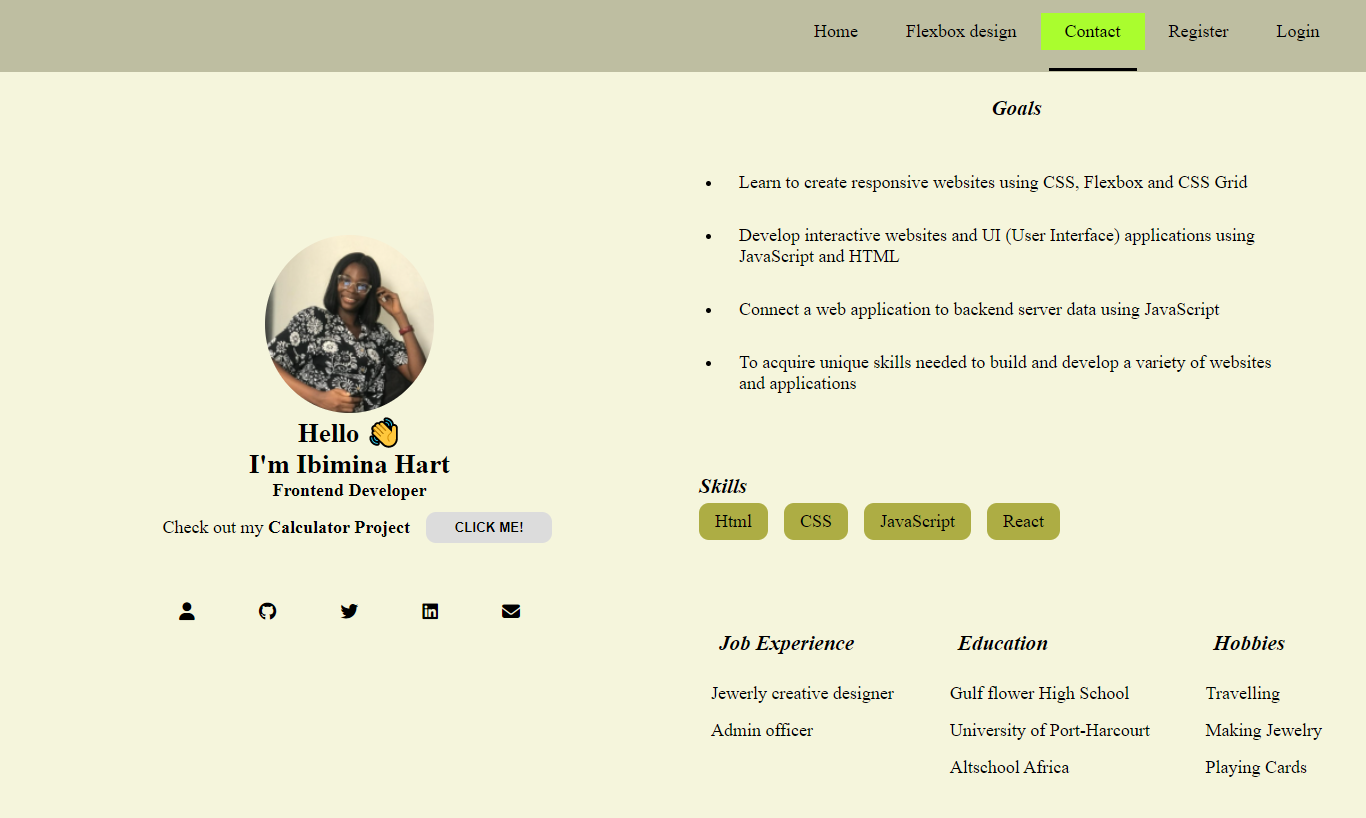 Home
Flexbox design
Contact
Register
Login
Hello 👋
I'm Ibimina Hart
Frontend Developer
Check out my Calculator Project
CLICK ME!
Goals
• Learn to create responsive websites using CSS, Flexbox and CSS Grid
• Develop interactive websites and UI (User Interface) applications using
JavaScript and HTML
• Connect a web application to backend server data using JavaScript
• To acquire unique skills needed to build and develop a variety of websites
and applications
Skills
Html
CSS
JavaScript
React
Job Experience
Jewerly creative designer
Admin officer
Education
Gulf flower High School
University of Port-Harcourt
Altschool Africa
Hobbies
Travelling
Making Jewelry
Playing Cards